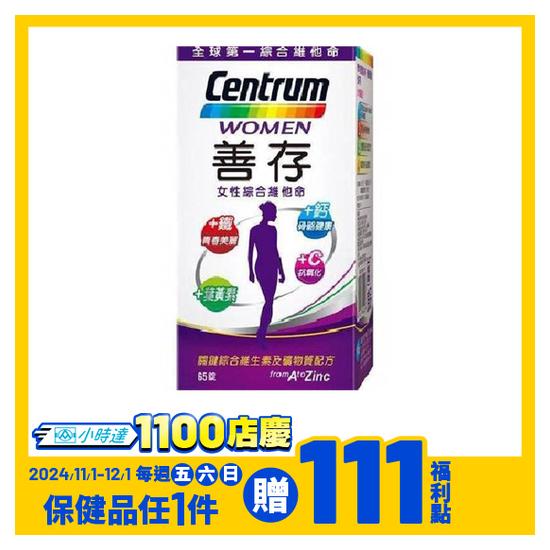 全球第一綜合維他命
Centrum
WOMEN
善存
女性綜合維他命
+鐵
青春美麗
+鈣
骨骼健康
+C
抗氧化
+葉黃素
關鍵綜合維生素及礦物質配方
65錠
from A to Zinc
小時達
1100店慶
2024/11/1-12/1 每週五六日
保健品任1件
贈
111
福利點